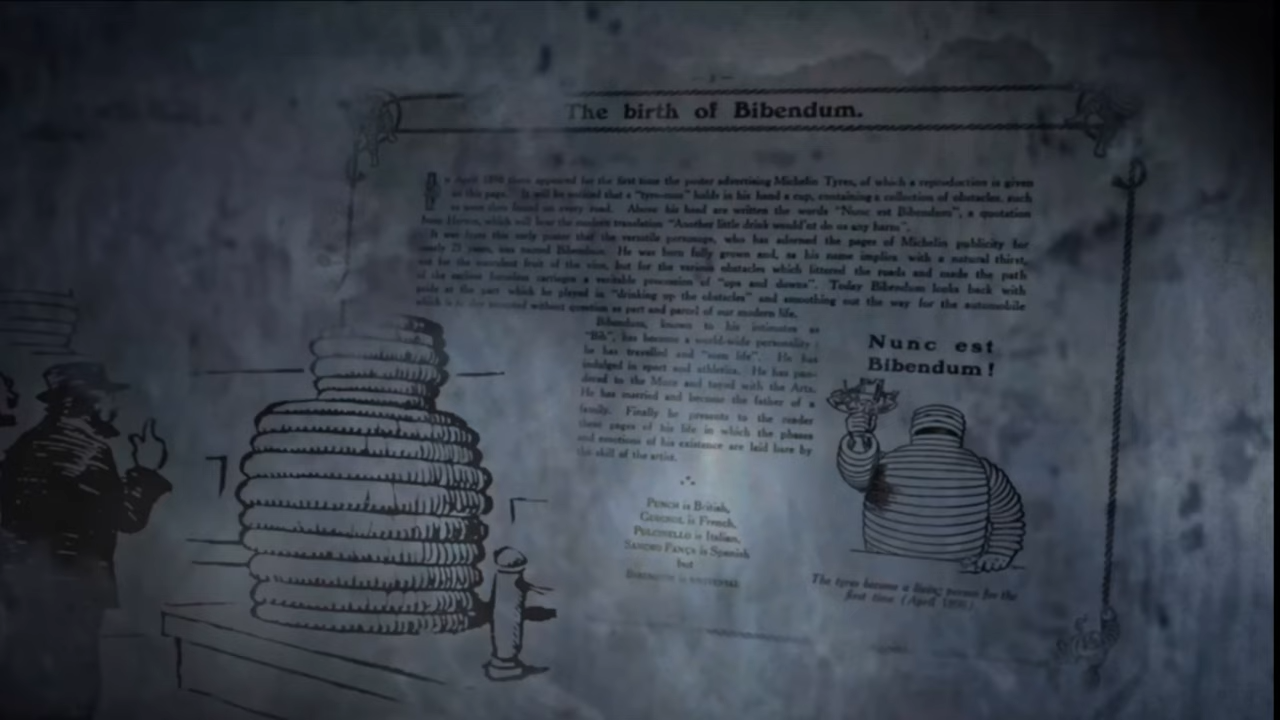 The birth of Bibendum.
April 1898 there appeared for the first time the poster advertising Michelin Tyres, of which a reproduction is given
on this page. It will be noticed that a "tyre-man" holds in his hand a cup, containing a collection of obstacles, such
as were then found on every road. Above his head are written the words "Nunc est Bibendum", a quotation
from Horace, which will bear the modern translation "Another little drink would'nt do us any harm".
It was from this early poster that the versatile personage, who has adorned the pages of Michelin publicity for
nearly 25 years, was named Bibendum. He was born fully grown and, as his name implies with a natural thirst,
not for the succulent fruit of the vine, but for the various obstacles which littered the roads and made the path
of the ancient horseless carriages a veritable procession of "ups and downs". Today Bibendum looks back with
pride at the part which he played in "drinking up the obstacles" and smoothing out the way for the automobile
which is accepted without question as part and parcel of our modern life.
Bibendum, known to his intimates as
"Bib", has become a world-wide personality:
he has travelled and "seen life". He has
indulged in sport and athletics. He has pan-
dered to the Muse and toyed with the Arts.
He has married and become the father of a
family. Finally he presents to the reader
these pages of his life in which the phases
and emotions of his existence are laid bare by
the skill of the artist.
Nunc est
Bibendum!
PUNCH is British,
GUIGNOL is French,
PULCINELLO is Italian,
SANCHO PANÇA is Spanish
but
BIBENDUM is UNIVERSAL
The tyres become a living person for the
first time (April 1898)